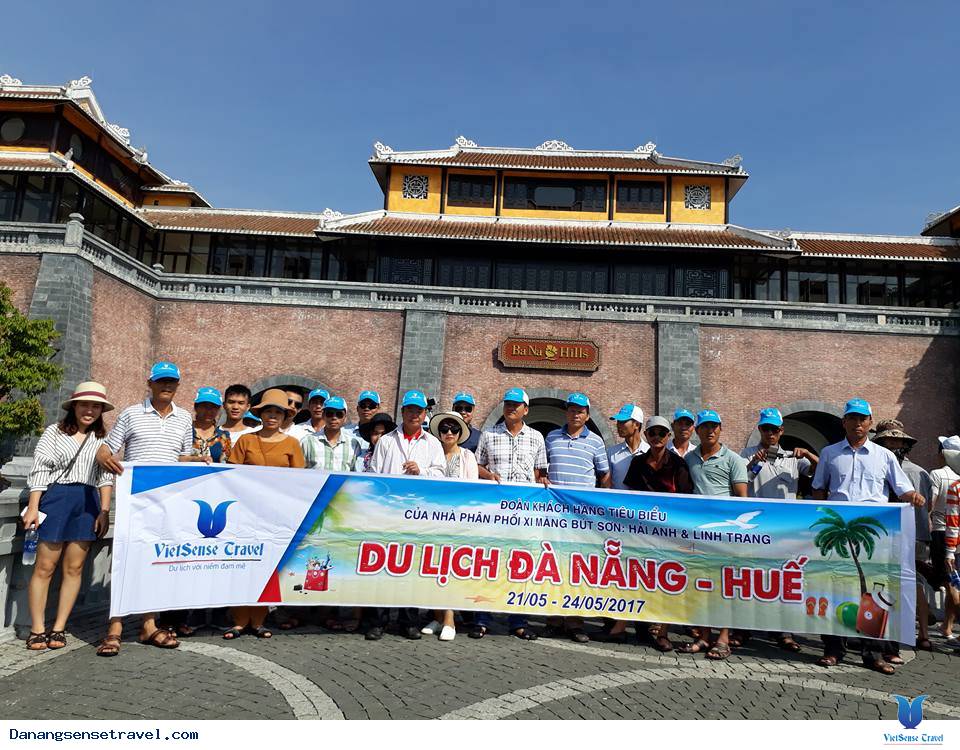 Ba Na Hills
ĐOÀN KHÁCH HÀNG TIÊU BIỂU
CỦA NHÀ PHÂN PHỐI XI MĂNG BÚT SƠN: HẢI ANH & LINH TRANG
VietSense Travel
Du lịch với niềm đam mê
DU LỊCH ĐÀ NẴNG - HUẾ
21/05 - 24/05/2017
Danangsensetravel.com
VietSense Travel